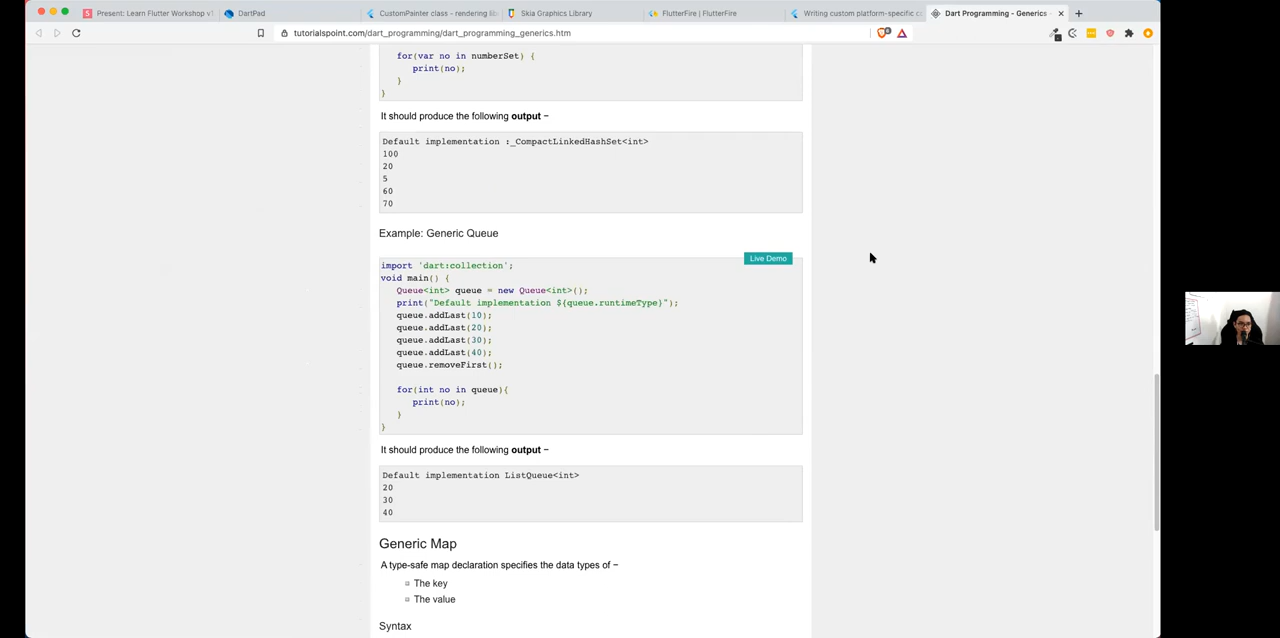 Present: Learn Flutter Workshop v1
DartPad
CustomPainter class - rendering lib
Skia Graphics Library
FlutterFire | FlutterFire
Writing custom platform-specific c
Dart Programming - Generics -
tutorialspoint.com/dart_programming/dart_programming_generics.htm
for(var no in numberSet) {
print(no);
}
}
It should produce the following output −
Default implementation :_CompactLinkedHashSet<int>
100
20
5
60
70
Example: Generic Queue
Live Demo
import 'dart:collection';
void main() {
Queue<int> queue = new Queue<int>();
print("Default implementation ${queue.runtimeType}");
queue.addLast(10);
queue.addLast(20);
queue.addLast(30);
queue.addLast(40);
queue.removeFirst();
for(int no in queue){
print(no);
}
}
It should produce the following output −
Default implementation ListQueue<int>
20
30
40
Generic Map
A type-safe map declaration specifies the data types of −
The key
The value
Syntax